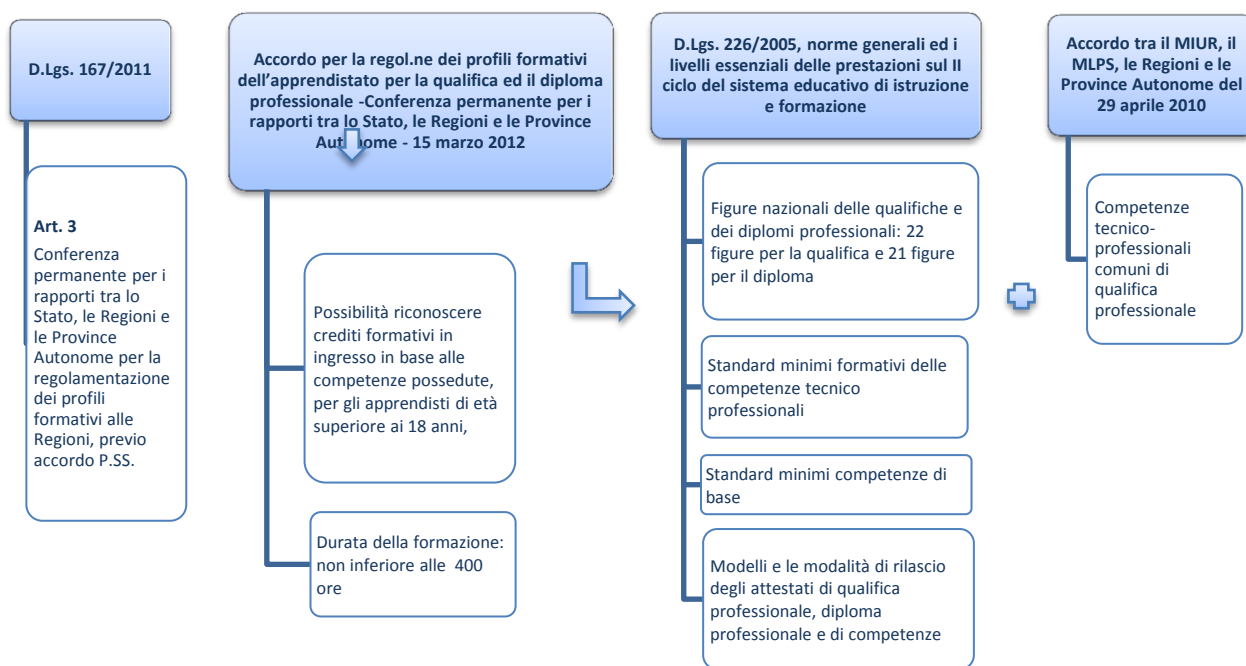 D.Lgs. 167/2011
Art. 3
Conferenza
permanente per i
rapporti tra lo
Stato, le Regioni e
le Province
Autonome per la
regolamentazione
dei profili
formativi alle
Regioni, previo
accordo P.SS.
Accordo per la regol.ne dei profili formativi
dell'apprendistato per la qualifica ed il diploma
professionale -Conferenza permanente per i
rapporti tra lo Stato, le Regioni e le Province
Autonome - 15 marzo 2012
Possibilità riconoscere
crediti formativi in
ingresso in base alle
competenze possedute,
per gli apprendisti di età
superiore ai 18 anni,
Durata della formazione:
non inferiore alle 400
ore
D.Lgs. 226/2005, norme generali ed i
livelli essenziali delle prestazioni sul II
ciclo del sistema educativo di istruzione
e formazione
Figure nazionali delle qualifiche e
dei diplomi professionali: 22
figure per la qualifica e 21 figure
per il diploma
Standard minimi formativi delle
competenze tecnico
professionali
Standard minimi competenze di
base
Modelli e le modalità di rilascio
degli attestati di qualifica
professionale, diploma
professionale e di competenze
Accordo tra il MIUR, il
MLPS, le Regioni e le
Province Autonome del
29 aprile 2010
Competenze
tecnico-
professionali
comuni di
qualifica
professionale